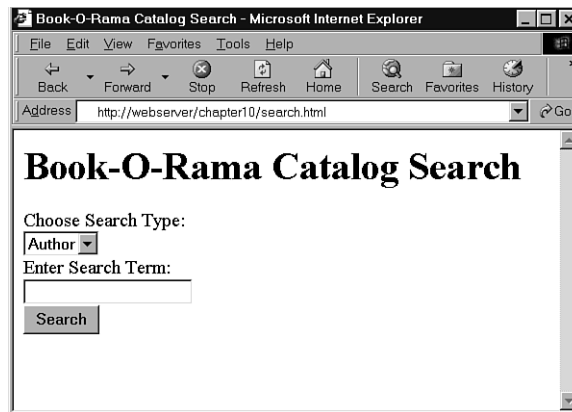 Book-O-Rama Catalog Search - Microsoft Internet Explorer
File Edit View Favorites Tools Help
Back Forward Stop Refresh Home Search Favorites History
Address http://webserver/chapter10/search.html Go
Book-O-Rama Catalog Search
Choose Search Type:
Author
Enter Search Term:
Search